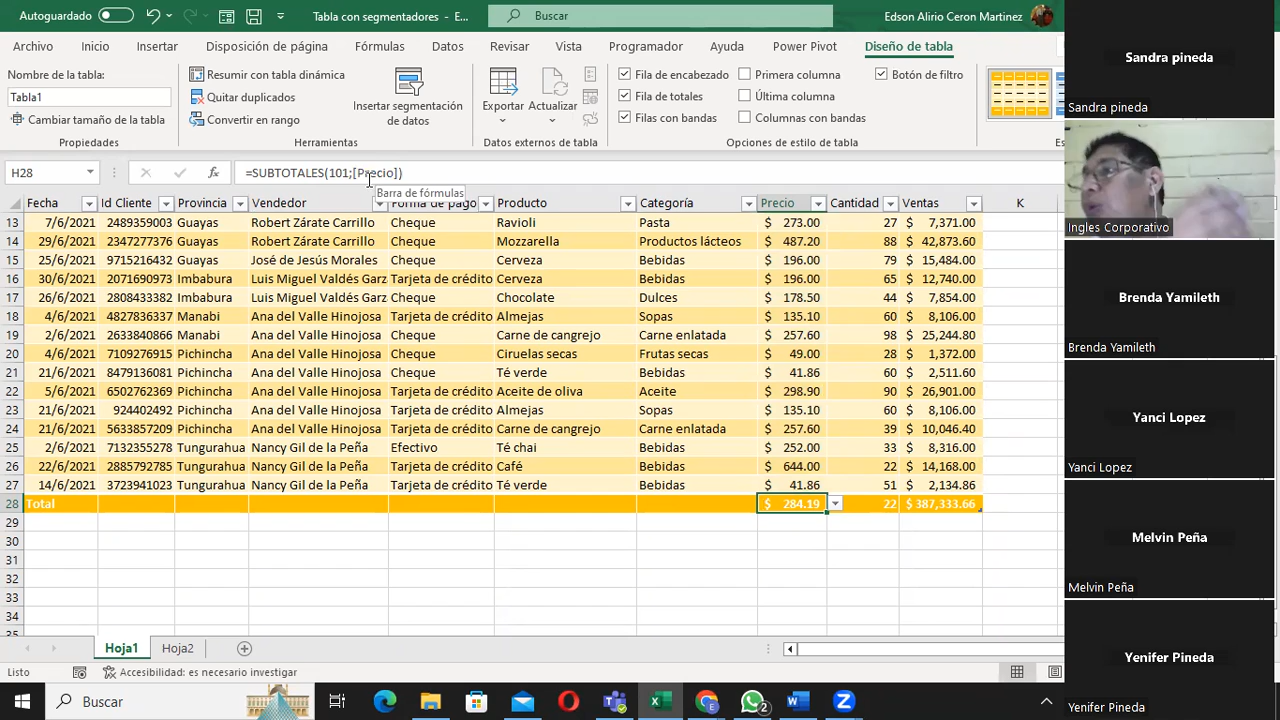 Autoguardado
Tabla con segmentadores - E...
Buscar
Edson Alirio Ceron Martinez
Archivo Inicio Insertar Disposición de página Fórmulas Datos Revisar Vista Programador Ayuda Power Pivot Diseño de tabla
Nombre de la tabla:
Tabla1
Cambiar tamaño de la tabla
Propiedades
Resumir con tabla dinámica
Quitar duplicados
Convertir en rango
Insertar segmentación de datos
Herramientas
Exportar
Actualizar
Datos externos de tabla
Fila de encabezado
Fila de totales
Filas con bandas
Primera columna
Última columna
Columnas con bandas
Botón de filtro
Opciones de estilo de tabla
H28
fx
=SUBTOTALES(101;[Precio])
Barra de fórmulas
Fecha Id Cliente Provincia Vendedor Forma de pago Producto Categoría Precio Cantidad Ventas K
13 7/6/2021 2489359003 Guayas Robert Zárate Carrillo Cheque Ravioli Pasta $ 273.00 27 $ 7,371.00
14 29/6/2021 2347277376 Guayas Robert Zárate Carrillo Cheque Mozzarella Productos lácteos $ 487.20 88 $ 42,873.60
15 25/6/2021 9715216432 Guayas José de Jesús Morales Cheque Cerveza Bebidas $ 196.00 79 $ 15,484.00
16 30/6/2021 2071690973 Imbabura Luis Miguel Valdés Garz Tarjeta de crédito Cerveza Bebidas $ 196.00 65 $ 12,740.00
17 26/6/2021 2808433382 Imbabura Luis Miguel Valdés Garz Cheque Chocolate Dulces $ 178.50 44 $ 7,854.00
18 4/6/2021 4827836337 Manabi Ana del Valle Hinojosa Tarjeta de crédito Almejas Sopas $ 135.10 60 $ 8,106.00
19 2/6/2021 2633840866 Manabi Ana del Valle Hinojosa Cheque Carne de cangrejo Carne enlatada $ 257.60 98 $ 25,244.80
20 4/6/2021 7109276915 Pichincha Ana del Valle Hinojosa Cheque Ciruelas secas Frutas secas $ 49.00 28 $ 1,372.00
21 21/6/2021 8479136081 Pichincha Ana del Valle Hinojosa Cheque Té verde Bebidas $ 41.86 60 $ 2,511.60
22 5/6/2021 6502762369 Pichincha Ana del Valle Hinojosa Tarjeta de crédito Aceite de oliva Aceite $ 298.90 90 $ 26,901.00
23 21/6/2021 924402492 Pichincha Ana del Valle Hinojosa Tarjeta de crédito Almejas Sopas $ 135.10 60 $ 8,106.00
24 21/6/2021 5633857209 Pichincha Ana del Valle Hinojosa Tarjeta de crédito Carne de cangrejo Carne enlatada $ 257.60 39 $ 10,046.40
25 2/6/2021 7132355278 Tungurahua Nancy Gil de la Peña Efectivo Té chai Bebidas $ 252.00 33 $ 8,316.00
26 22/6/2021 2885792785 Tungurahua Nancy Gil de la Peña Tarjeta de crédito Café Bebidas $ 644.00 22 $ 14,168.00
27 14/6/2021 3723941023 Tungurahua Nancy Gil de la Peña Tarjeta de crédito Té verde Bebidas $ 41.86 51 $ 2,134.86
28 Total $ 284.19 22 $ 387,333.66
29
30
31
32
33
34
35
Hoja1 Hoja2
Listo
Accesibilidad: es necesario investigar
Buscar
2
Sandra pineda
Sandra pineda
Ingles Corporativo
Brenda Yamileth
Brenda Yamileth
Yanci Lopez
Yanci Lopez
Melvin Peña
Melvin Peña
Yenifer Pineda
Yenifer Pineda